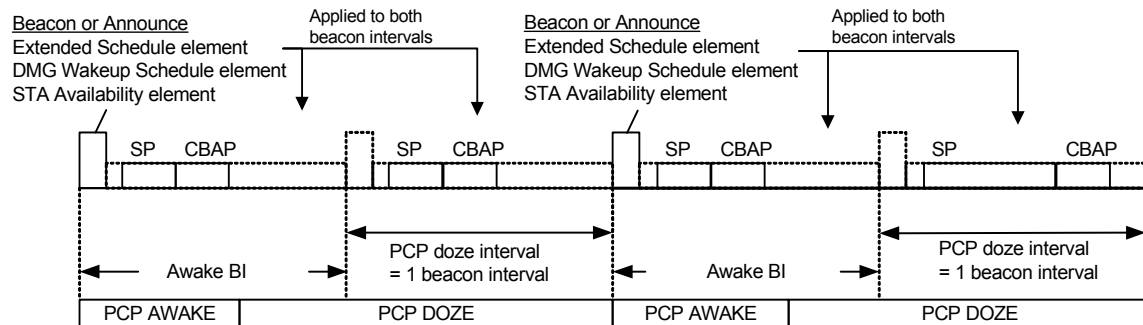 Beacon or Announce
Extended Schedule element
DMG Wakeup Schedule element
STA Availability element
Applied to both
beacon intervals
Beacon or Announce
Extended Schedule element
DMG Wakeup Schedule element
STA Availability element
Applied to both
beacon intervals
SP
CBAP
SP
CBAP
SP
CBAP
SP
CBAP
Awake BI
PCP doze interval
= 1 beacon interval
Awake BI
PCP doze interval
= 1 beacon interval
PCP AWAKE
PCP DOZE
PCP AWAKE
PCP DOZE